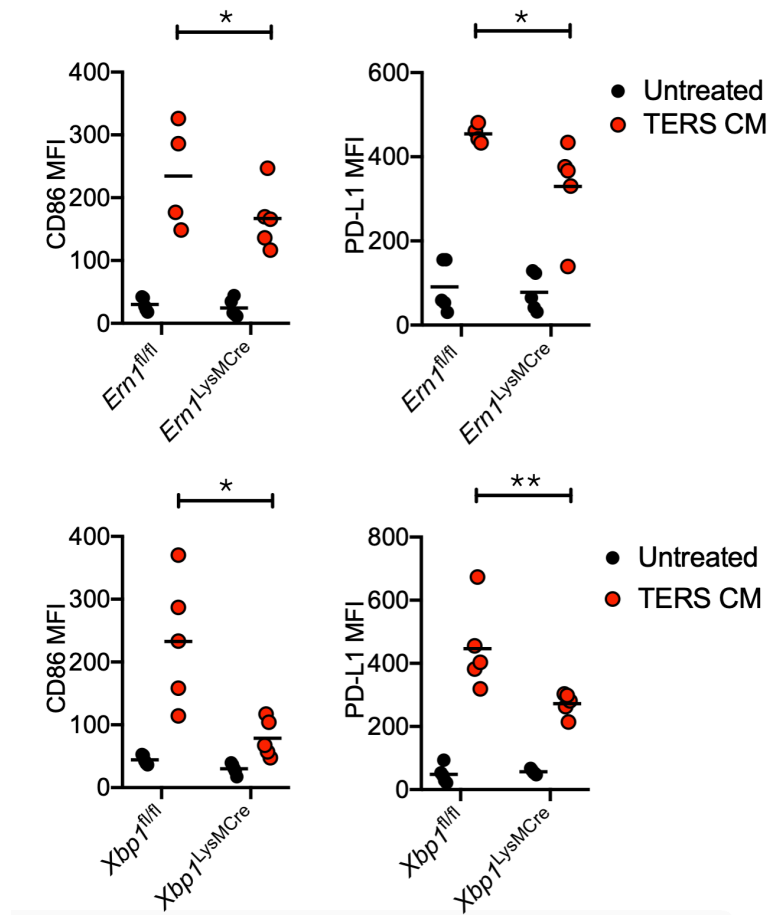 *
*
400
300
200
100
0
CD86 MFI
Ern1fl/fl
Ern1LysMCre
600
400
200
0
PD-L1 MFI
Ern1fl/fl
Ern1LysMCre
Untreated
TERS CM
*
**
400
300
200
100
0
CD86 MFI
Xbp1fl/fl
Xbp1LysMCre
800
600
400
200
0
PD-L1 MFI
Xbp1fl/fl
Xbp1LysMCre
Untreated
TERS CM